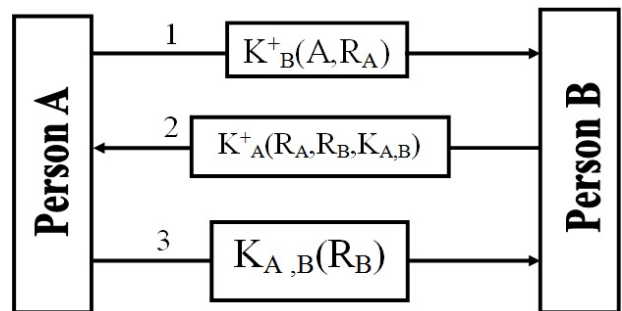 Person A
1
K⁺B(A,RA)
2
K⁺A(RA,RB,KA,B)
3
KA ,B(RB)
Person B